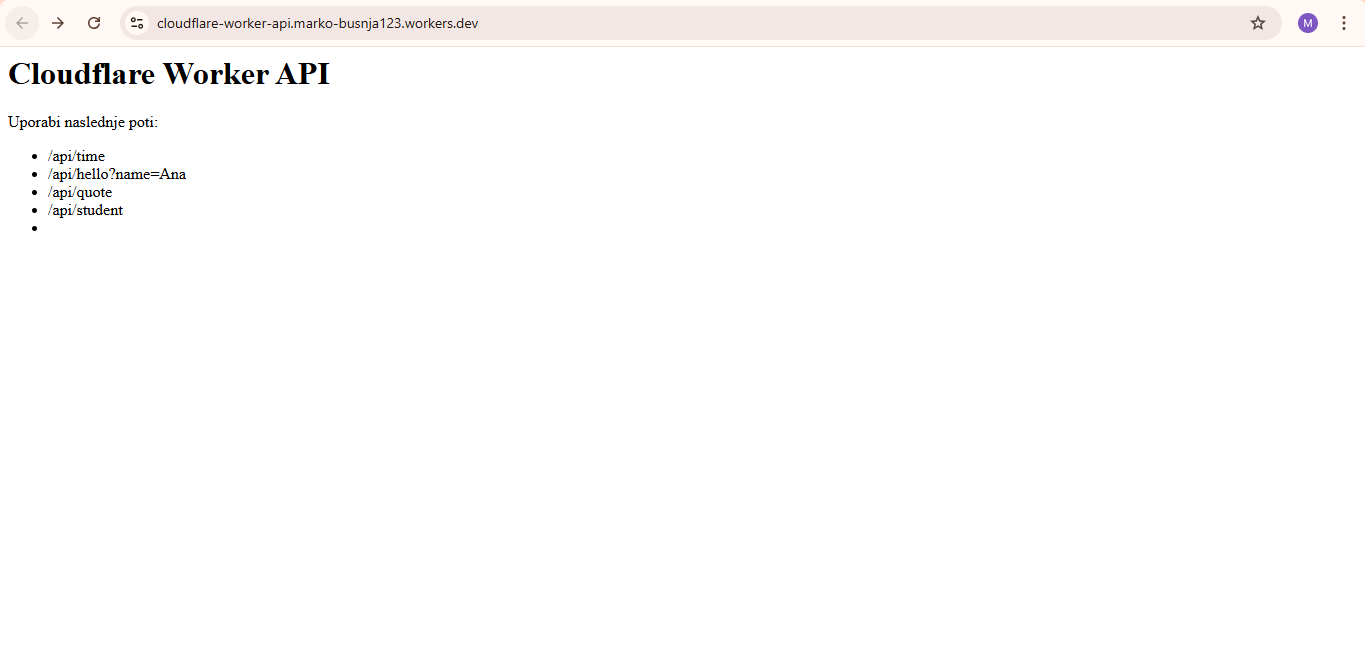 cloudflare-worker-api.marko-busnja123.workers.dev
M
Cloudflare Worker API
Uporabi naslednje poti:
/api/time
/api/hello?name=Ana
/api/quote
/api/student